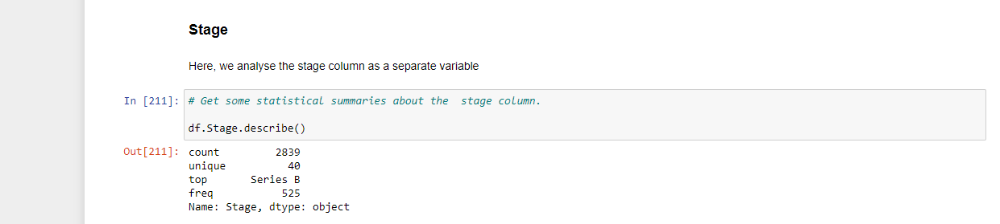 Stage
Here, we analyse the stage column as a separate variable
In [211]: # Get some statistical summaries about the  stage column.
df.Stage.describe()
Out[211]: count         2839
unique          40
top       Series B
freq           525
Name: Stage, dtype: object